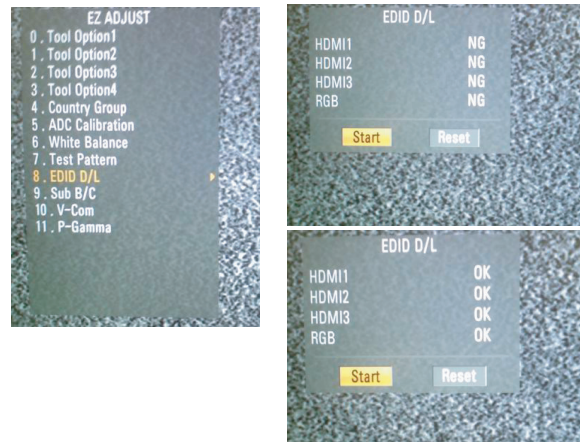 EZ ADJUST
0 . Tool Option1
1 . Tool Option2
2 . Tool Option3
3 . Tool Option4
4 . Country Group
5 . ADC Calibration
6 . White Balance
7 . Test Pattern
8 . EDID D/L
9 . Sub B/C
10 . V-Com
11 . P-Gamma
EDID D/L
HDMI1 NG
HDMI2 NG
HDMI3 NG
RGB NG
Start Reset
EDID D/L
HDMI1 OK
HDMI2 OK
HDMI3 OK
RGB OK
Start Reset